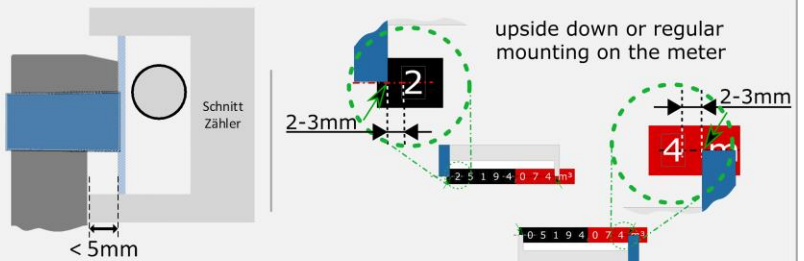 Schnitt
Zähler
< 5mm
upside down or regular
mounting on the meter
2
2-3mm
2 5 1 9 4 0 7 4 m³
2-3mm
4 m
0 5 1 9 4 0 7 4 m³